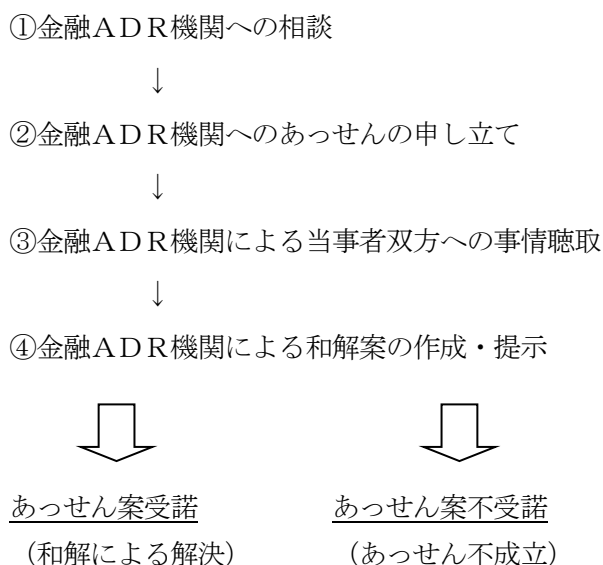 ①金融ＡＤＲ機関への相談
↓
②金融ＡＤＲ機関へのあっせんの申し立て
↓
③金融ＡＤＲ機関による当事者双方への事情聴取
↓
④金融ＡＤＲ機関による和解案の作成・提示
あっせん案受諾　あっせん案不受諾
（和解による解決）　（あっせん不成立）